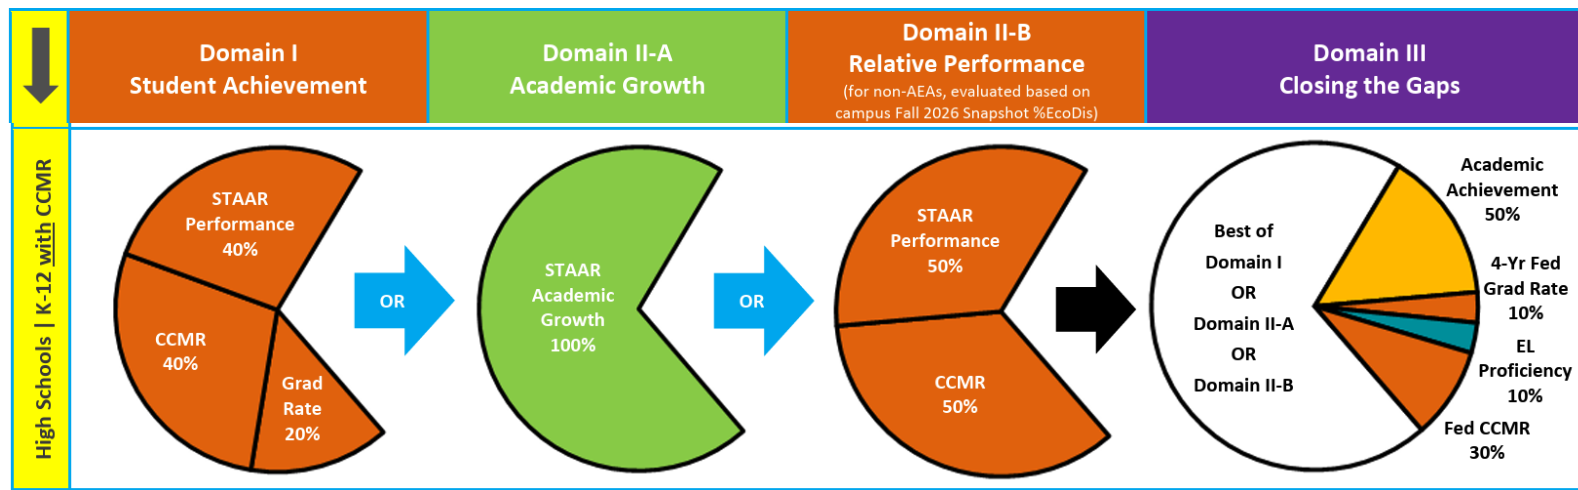 Domain I
Student Achievement
Domain II-A
Academic Growth
Domain II-B
Relative Performance
(for non-AEAs, evaluated based on
campus Fall 2026 Snapshot %EcoDis)
Domain III
Closing the Gaps
High Schools | K-12 with CCMR
STAAR
Performance
40%
CCMR
40%
Grad
Rate
20%
OR
STAAR
Academic
Growth
100%
OR
STAAR
Performance
50%
CCMR
50%
Best of
Domain I
OR
Domain II-A
OR
Domain II-B
Academic
Achievement
50%
4-Yr Fed
Grad Rate
10%
EL
Proficiency
10%
Fed CCMR
30%